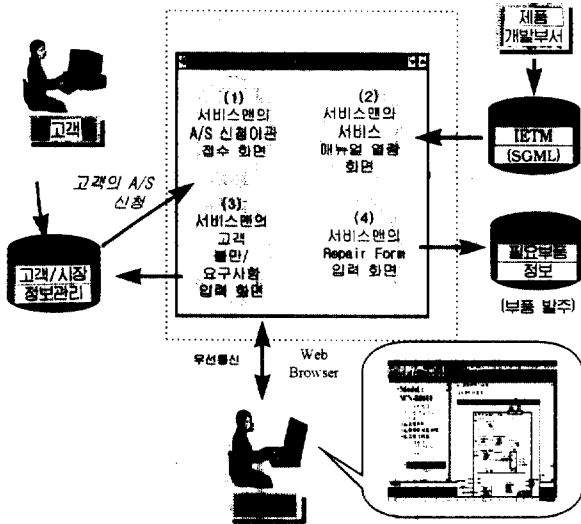 제품
개발부서
고객
(1)
서비스맨의
A/S 신청이관
접수 화면
(2)
서비스맨의
서비스
매뉴얼 열람
화면
IETM
(SGML)
고객의 A/S
신청
(3)
서비스맨의
고객
불만/
요구사항
입력 화면
(4)
서비스맨의
Repair Form
입력 화면
고객/시장
정보관리
필요부품
정보
(부품 발주)
무선통신
Web
Browser
Model :